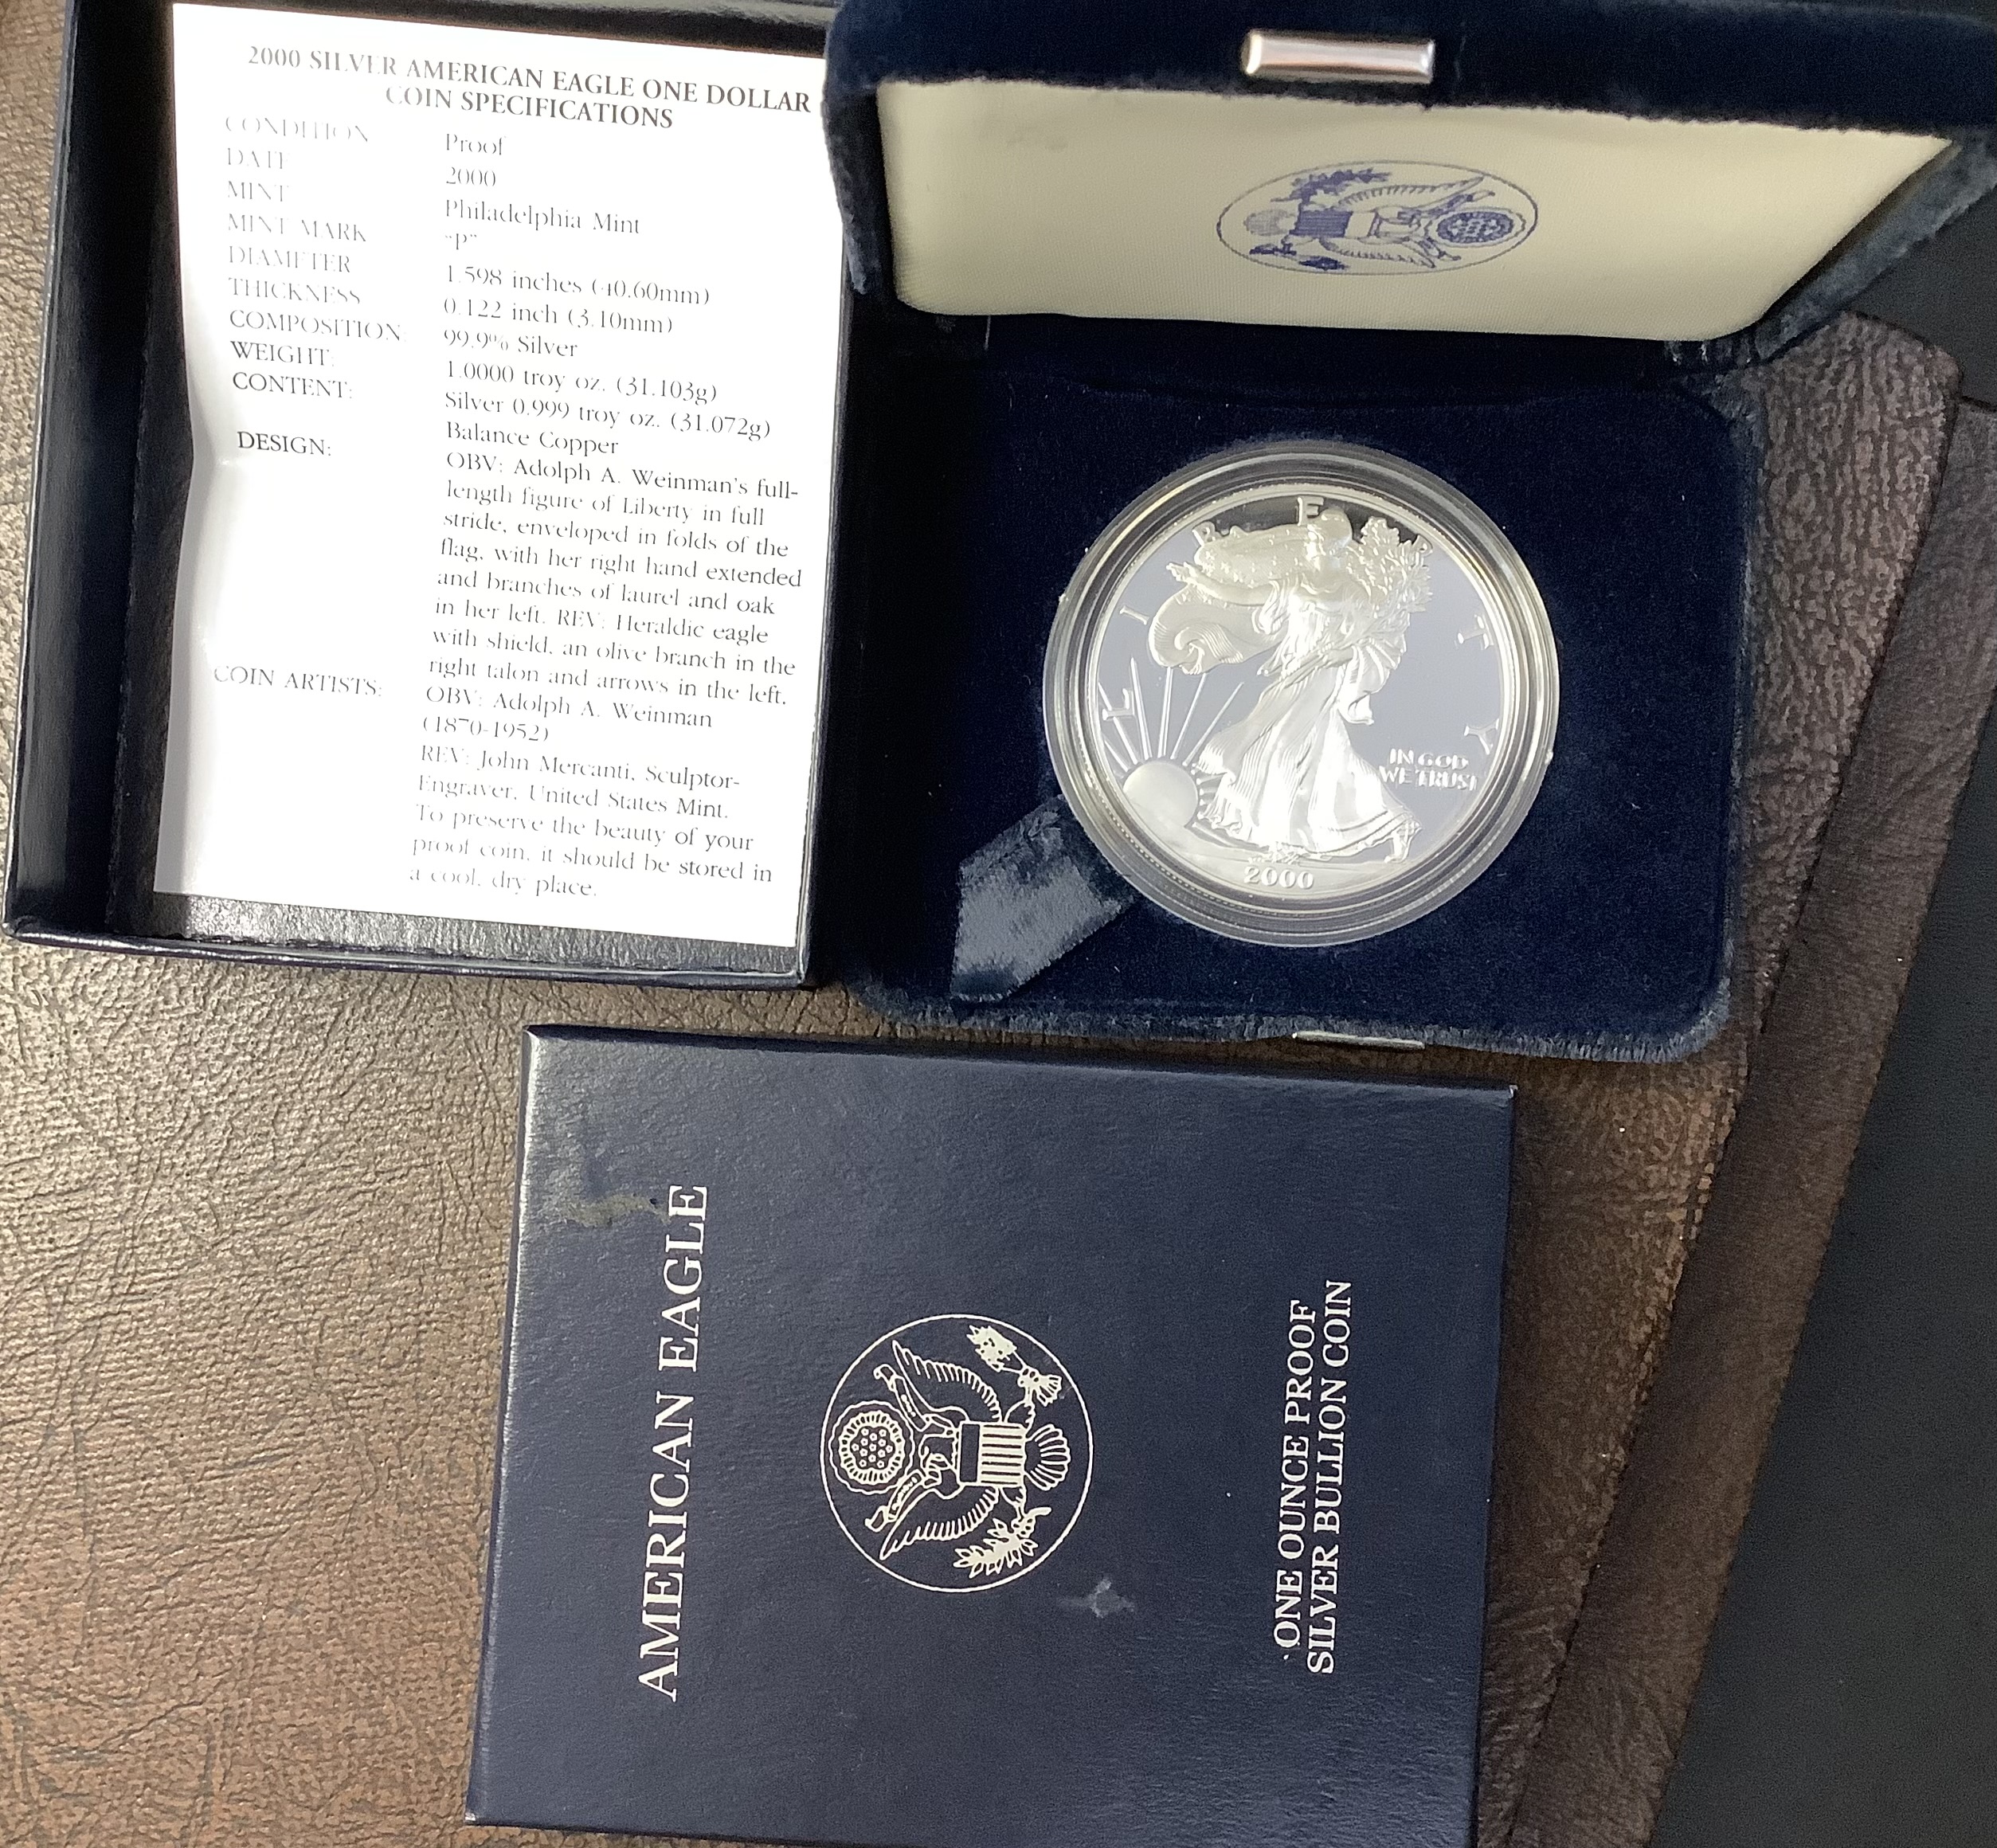 2000 SILVER AMERICAN EAGLE ONE DOLLAR
COIN SPECIFICATIONS
CONDITION Proof
DATE 2000
MINT Philadelphia Mint
MINT MARK "P"
DIAMETER 1.598 inches (40.60mm)
THICKNESS 0.122 inch (3.10mm)
COMPOSITION: 99.9% Silver
WEIGHT: 1.0000 troy oz. (31.103g)
CONTENT: Silver 0.999 troy oz. (31.072g)
Balance Copper
DESIGN: OBV: Adolph A. Weinman's full-
length figure of Liberty in full
stride, enveloped in folds of the
flag, with her right hand extended
and branches of laurel and oak
in her left. REV: Heraldic eagle
with shield, an olive branch in the
right talon and arrows in the left.
COIN ARTISTS: OBV: Adolph A. Weinman
(1870-1952)
REV: John Mercanti, Sculptor-
Engraver, United States Mint.
To preserve the beauty of your
proof coin, it should be stored in
a cool, dry place.
LIBERTY
IN GOD
WE TRUST
2000
AMERICAN EAGLE
ONE OUNCE PROOF
SILVER BULLION COIN